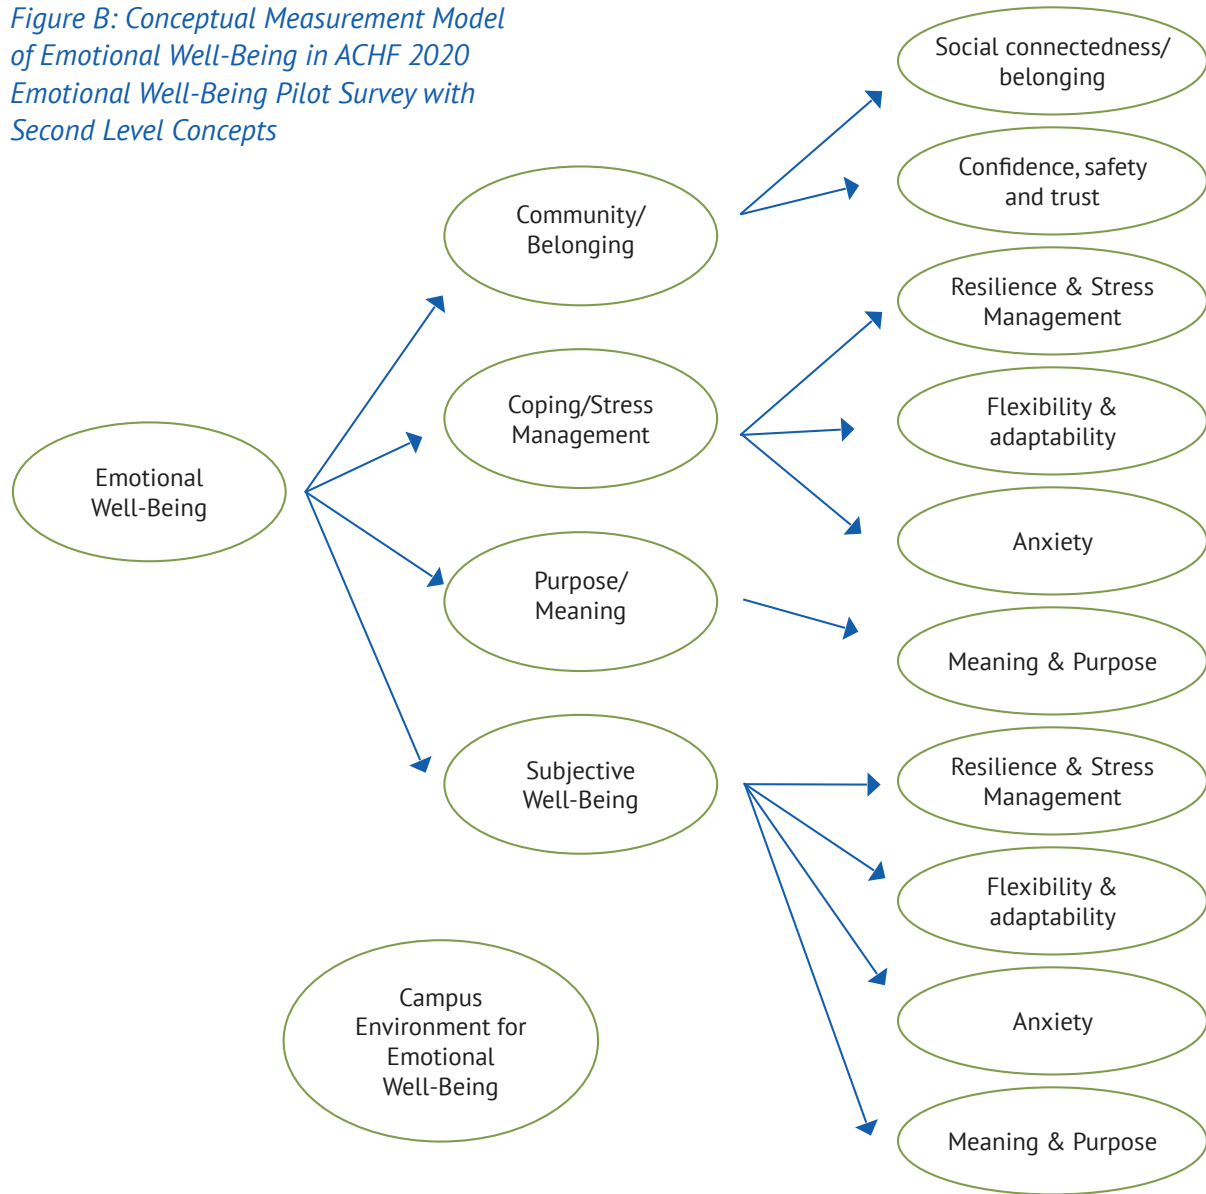 Figure B: Conceptual Measurement Model
of Emotional Well-Being in ACHF 2020
Emotional Well-Being Pilot Survey with
Second Level Concepts
Emotional
Well-Being
Community/
Belonging
Coping/Stress
Management
Purpose/
Meaning
Subjective
Well-Being
Campus
Environment for
Emotional
Well-Being
Social connectedness/
belonging
Confidence, safety
and trust
Resilience & Stress
Management
Flexibility &
adaptability
Anxiety
Meaning & Purpose
Resilience & Stress
Management
Flexibility &
adaptability
Anxiety
Meaning & Purpose